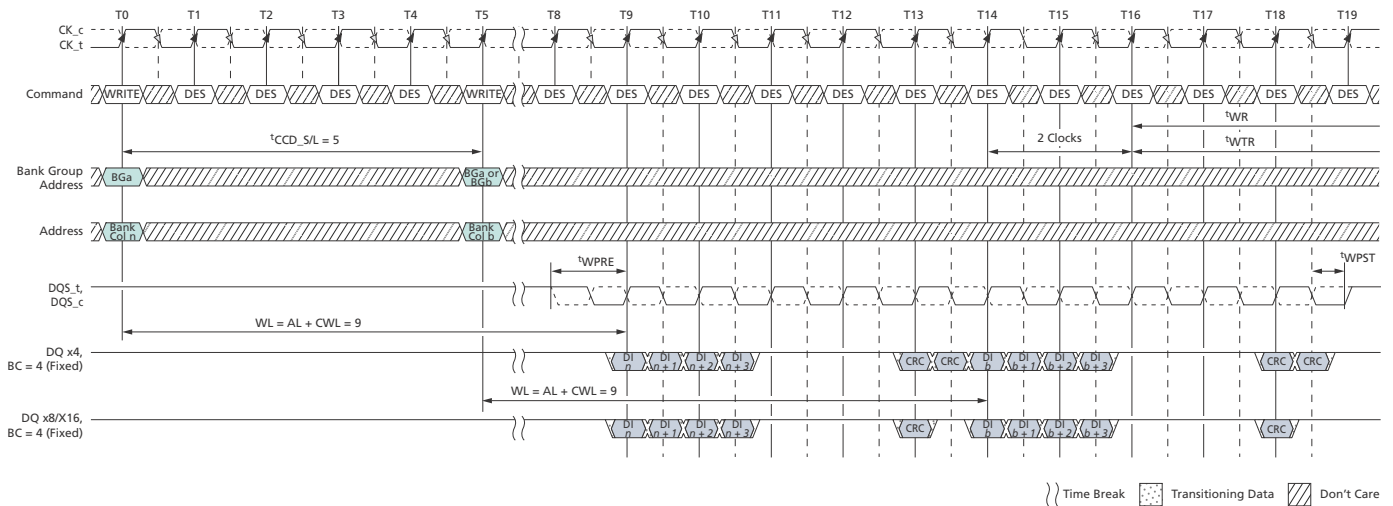 T0 T1 T2 T3 T4 T5 T8 T9 T10 T11 T12 T13 T14 T15 T16 T17 T18 T19
CK_c
CK_t
Command WRITE DES DES DES DES WRITE DES DES DES DES DES DES DES DES DES DES DES DES
tWR
tCCD_S/L = 5 2 Clocks tWTR
Bank Group
Address BGa BGa or
BGb
Address Bank
Col n Bank
Col b
tWPRE tWPST
DQS_t,
DQS_c
WL = AL + CWL = 9
DQ x4,
BC = 4 (Fixed) DI
n DI
n + 1 DI
n + 2 DI
n + 3 CRC CRC DI
b DI
b + 1 DI
b + 2 DI
b + 3 CRC CRC
WL = AL + CWL = 9
DQ x8/X16,
BC = 4 (Fixed) DI
n DI
n + 1 DI
n + 2 DI
n + 3 CRC DI
b DI
b + 1 DI
b + 2 DI
b + 3 CRC
Time Break Transitioning Data Don't Care